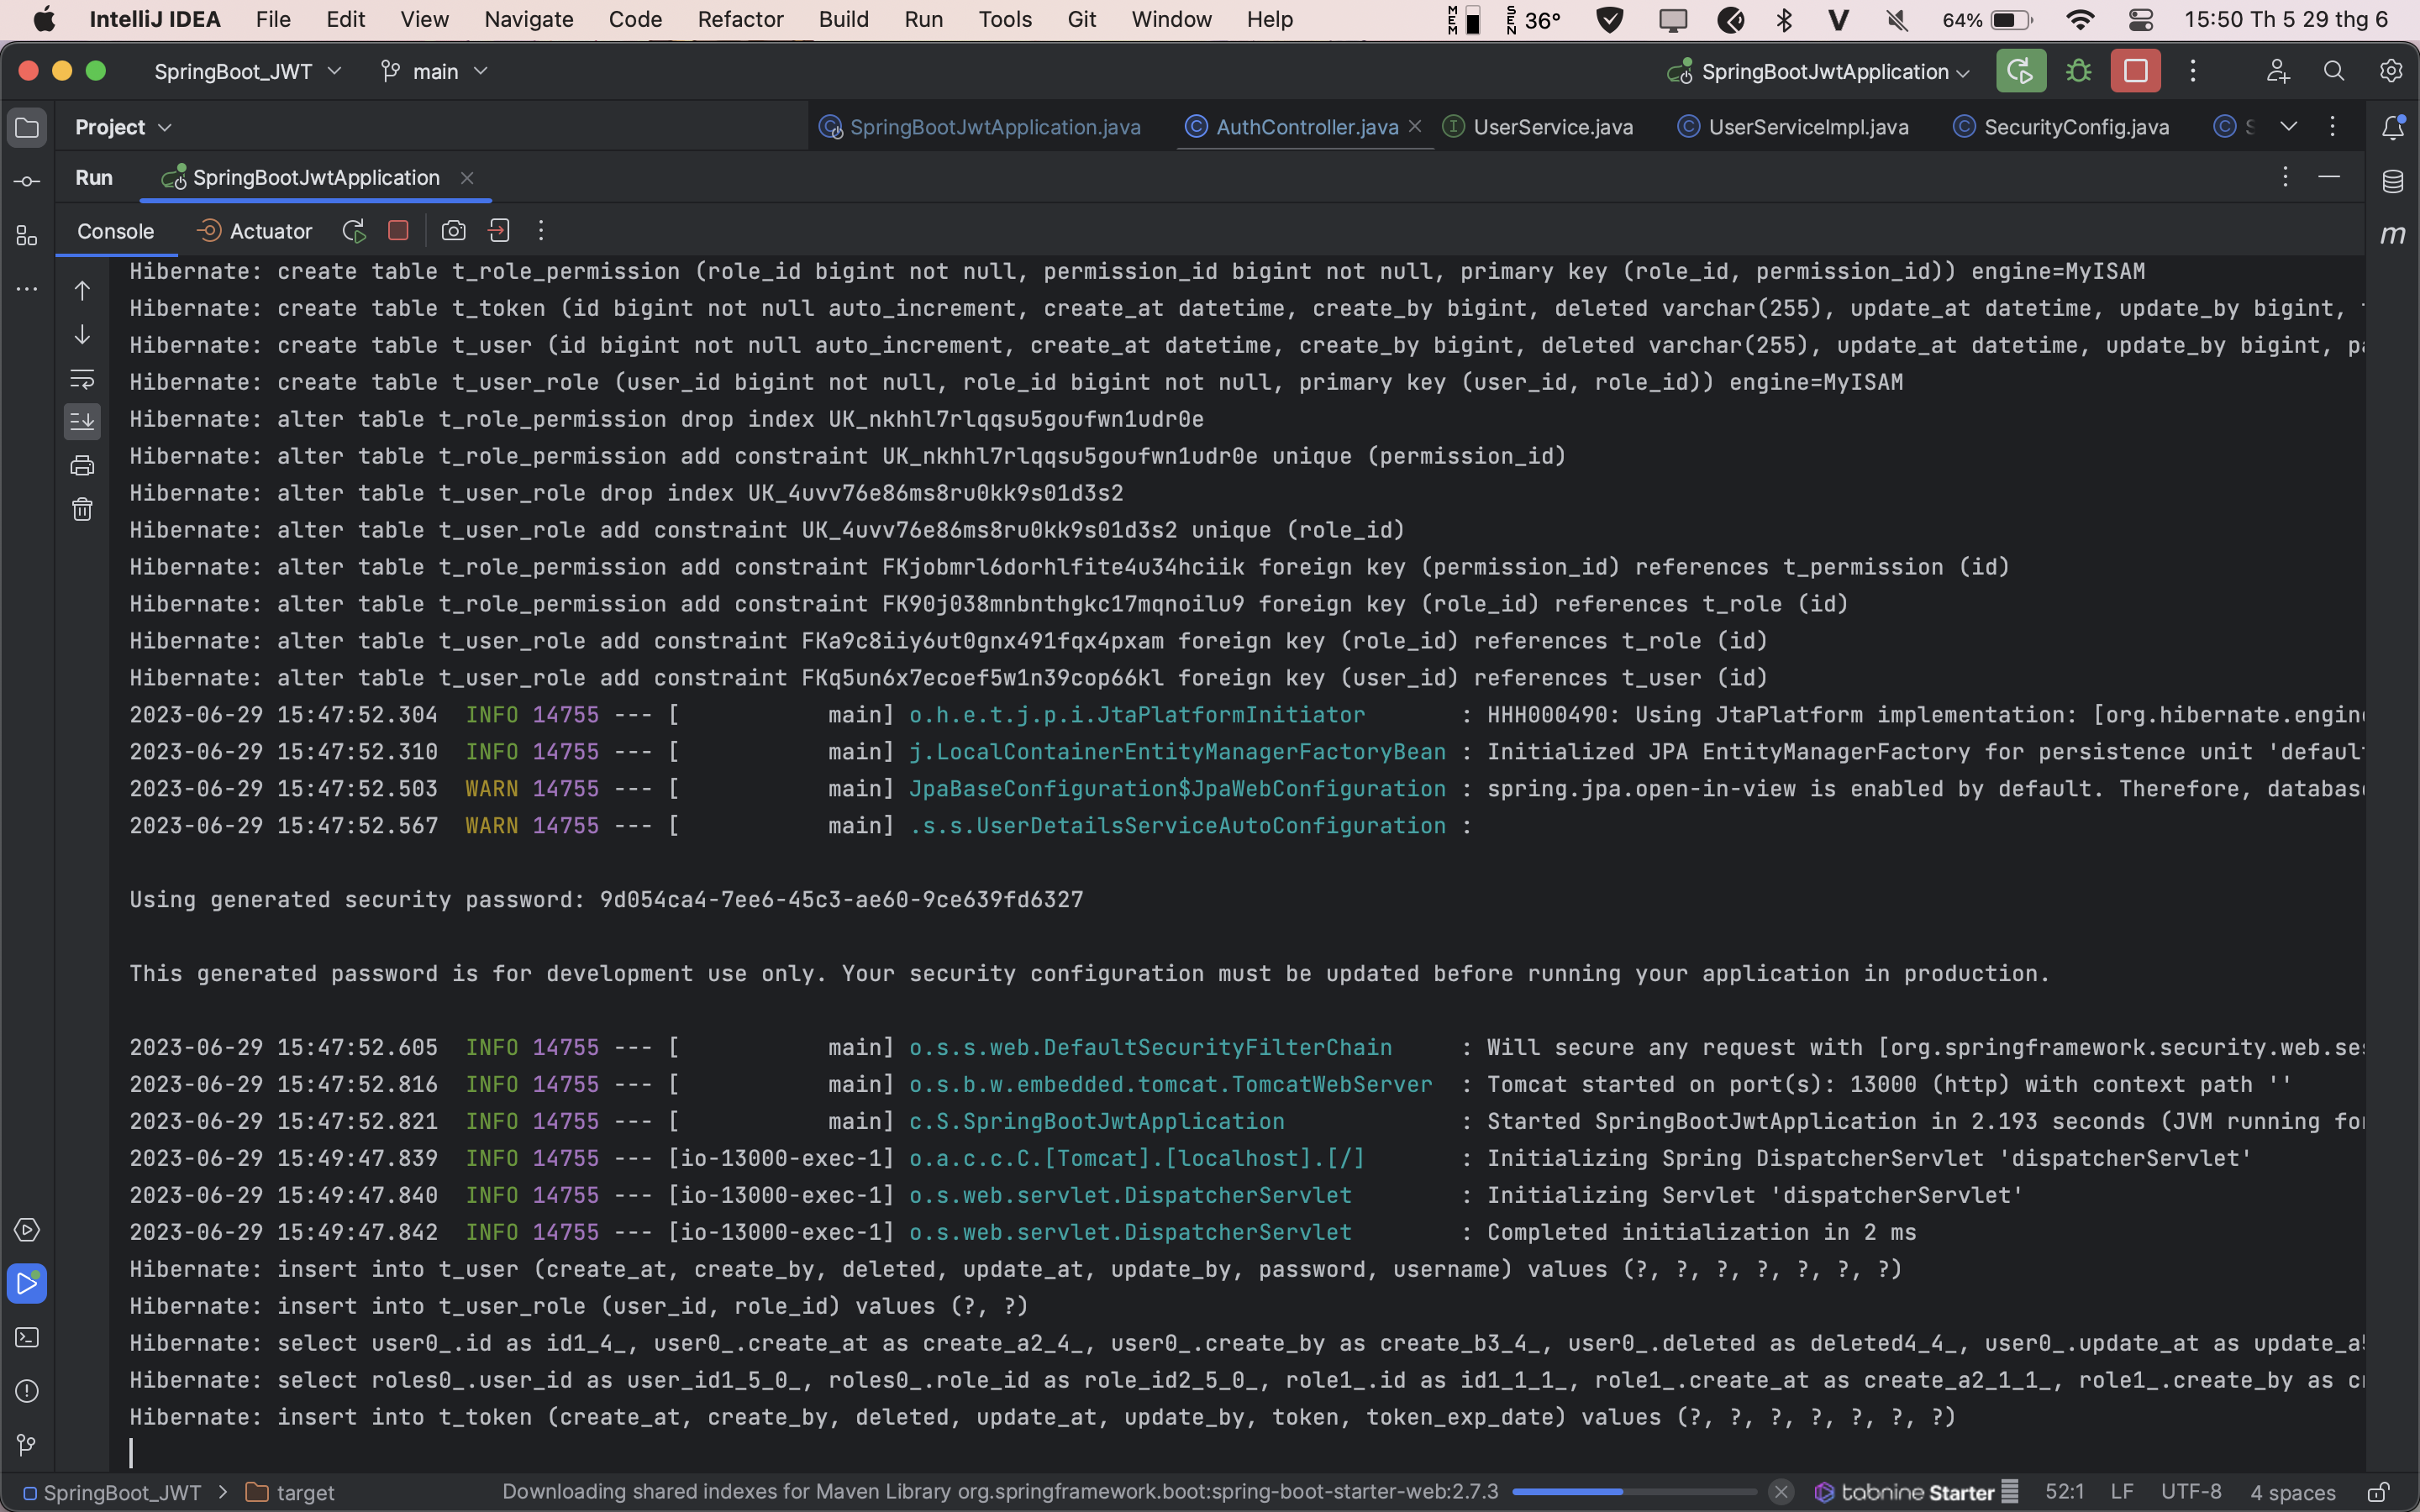 IntelliJ IDEA File Edit View Navigate Code Refactor Build Run Tools Git Window Help MEM SEN 36° V 64% 15:50 Th 5 29 thg 6
SpringBoot_JWT main SpringBootJwtApplication
Project SpringBootJwtApplication.java AuthController.java UserService.java UserServiceImpl.java SecurityConfig.java
Run SpringBootJwtApplication
Console Actuator
m
Hibernate: create table t_role_permission (role_id bigint not null, permission_id bigint not null, primary key (role_id, permission_id)) engine=MyISAM
Hibernate: create table t_token (id bigint not null auto_increment, create_at datetime, create_by bigint, deleted varchar(255), update_at datetime, update_by bigint,
Hibernate: create table t_user (id bigint not null auto_increment, create_at datetime, create_by bigint, deleted varchar(255), update_at datetime, update_by bigint, pa
Hibernate: create table t_user_role (user_id bigint not null, role_id bigint not null, primary key (user_id, role_id)) engine=MyISAM
Hibernate: alter table t_role_permission drop index UK_nkhhl7rlqqsu5goufwn1udr0e
Hibernate: alter table t_role_permission add constraint UK_nkhhl7rlqqsu5goufwn1udr0e unique (permission_id)
Hibernate: alter table t_user_role drop index UK_4uvv76e86ms8ru0kk9s01d3s2
Hibernate: alter table t_user_role add constraint UK_4uvv76e86ms8ru0kk9s01d3s2 unique (role_id)
Hibernate: alter table t_role_permission add constraint FKjobmrl6dorhlfite4u34hciik foreign key (permission_id) references t_permission (id)
Hibernate: alter table t_role_permission add constraint FK90j038mnbnthgkc17mqnoilu9 foreign key (role_id) references t_role (id)
Hibernate: alter table t_user_role add constraint FKa9c8iiy6ut0gnx491fqx4pxam foreign key (role_id) references t_role (id)
Hibernate: alter table t_user_role add constraint FKq5un6x7ecoef5w1n39cop66kl foreign key (user_id) references t_user (id)
2023-06-29 15:47:52.304 INFO 14755 --- [ main] o.h.e.t.j.p.i.JtaPlatformInitiator : HHH000490: Using JtaPlatform implementation: [org.hibernate.engin
2023-06-29 15:47:52.310 INFO 14755 --- [ main] j.LocalContainerEntityManagerFactoryBean : Initialized JPA EntityManagerFactory for persistence unit 'default
2023-06-29 15:47:52.503 WARN 14755 --- [ main] JpaBaseConfiguration$JpaWebConfiguration : spring.jpa.open-in-view is enabled by default. Therefore, databas
2023-06-29 15:47:52.567 WARN 14755 --- [ main] .s.s.UserDetailsServiceAutoConfiguration :
Using generated security password: 9d054ca4-7ee6-45c3-ae60-9ce639fd6327
This generated password is for development use only. Your security configuration must be updated before running your application in production.
2023-06-29 15:47:52.605 INFO 14755 --- [ main] o.s.s.web.DefaultSecurityFilterChain : Will secure any request with [org.springframework.security.web.ses
2023-06-29 15:47:52.816 INFO 14755 --- [ main] o.s.b.w.embedded.tomcat.TomcatWebServer : Tomcat started on port(s): 13000 (http) with context path ''
2023-06-29 15:47:52.821 INFO 14755 --- [ main] c.S.SpringBootJwtApplication : Started SpringBootJwtApplication in 2.193 seconds (JVM running for
2023-06-29 15:49:47.839 INFO 14755 --- [io-13000-exec-1] o.a.c.c.C.[Tomcat].[localhost].[/] : Initializing Spring DispatcherServlet 'dispatcherServlet'
2023-06-29 15:49:47.840 INFO 14755 --- [io-13000-exec-1] o.s.web.servlet.DispatcherServlet : Initializing Servlet 'dispatcherServlet'
2023-06-29 15:49:47.842 INFO 14755 --- [io-13000-exec-1] o.s.web.servlet.DispatcherServlet : Completed initialization in 2 ms
Hibernate: insert into t_user (create_at, create_by, deleted, update_at, update_by, password, username) values (?, ?, ?, ?, ?, ?, ?)
Hibernate: insert into t_user_role (user_id, role_id) values (?, ?)
Hibernate: select user0_.id as id1_4_, user0_.create_at as create_a2_4_, user0_.create_by as create_b3_4_, user0_.deleted as deleted4_4_, user0_.update_at as update_a5
Hibernate: select roles0_.user_id as user_id1_5_0_, roles0_.role_id as role_id2_5_0_, role1_.id as id1_1_1_, role1_.create_at as create_a2_1_1_, role1_.create_by as cr
Hibernate: insert into t_token (create_at, create_by, deleted, update_at, update_by, token, token_exp_date) values (?, ?, ?, ?, ?, ?, ?)
SpringBoot_JWT > target Downloading shared indexes for Maven Library org.springframework.boot:spring-boot-starter-web:2.7.3 tabnine Starter 52:1 LF UTF-8 4 spaces